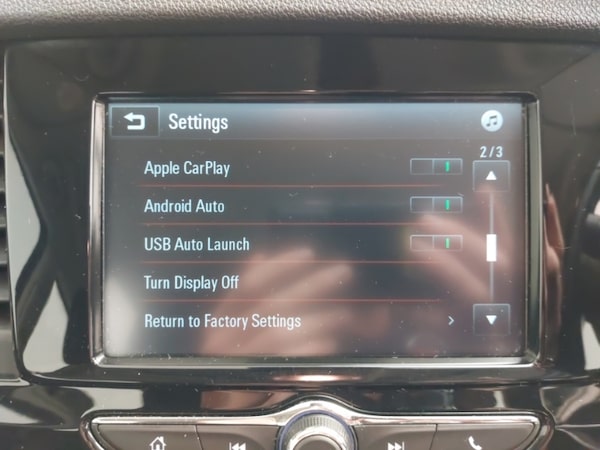 Settings
2/3
Apple CarPlay
Android Auto
USB Auto Launch
Turn Display Off
Return to Factory Settings